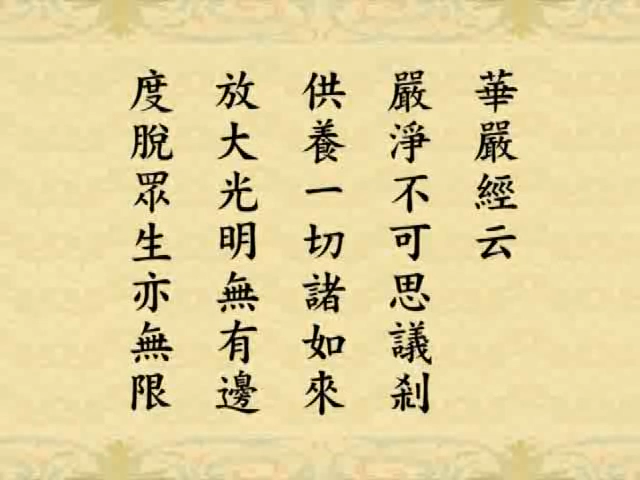 華嚴經云
嚴淨不可思議剎
供養一切諸如來
放大光明無有邊
度脫眾生亦無限